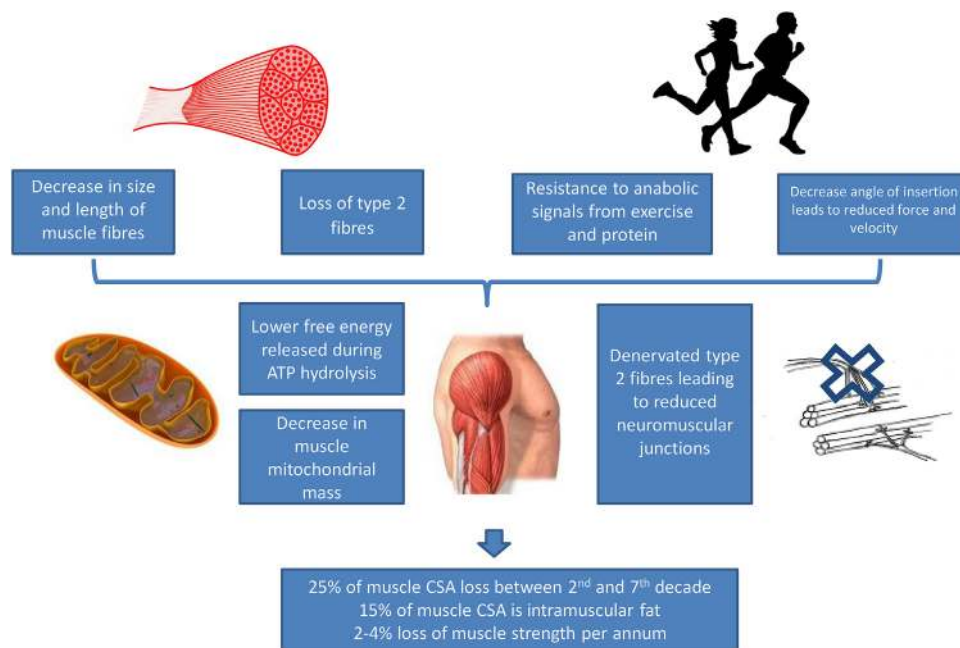 Decrease in size
and length of
muscle fibres
Loss of type 2
fibres
Resistance to anabolic
signals from exercise
and protein
Decrease angle of insertion
leads to reduced force and
velocity
Lower free energy
released during
ATP hydrolysis
Decrease in
muscle
mitochondrial
mass
Denervated type
2 fibres leading
to reduced
neuromuscular
junctions
25% of muscle CSA loss between 2nd and 7th decade
15% of muscle CSA is intramuscular fat
2-4% loss of muscle strength per annum